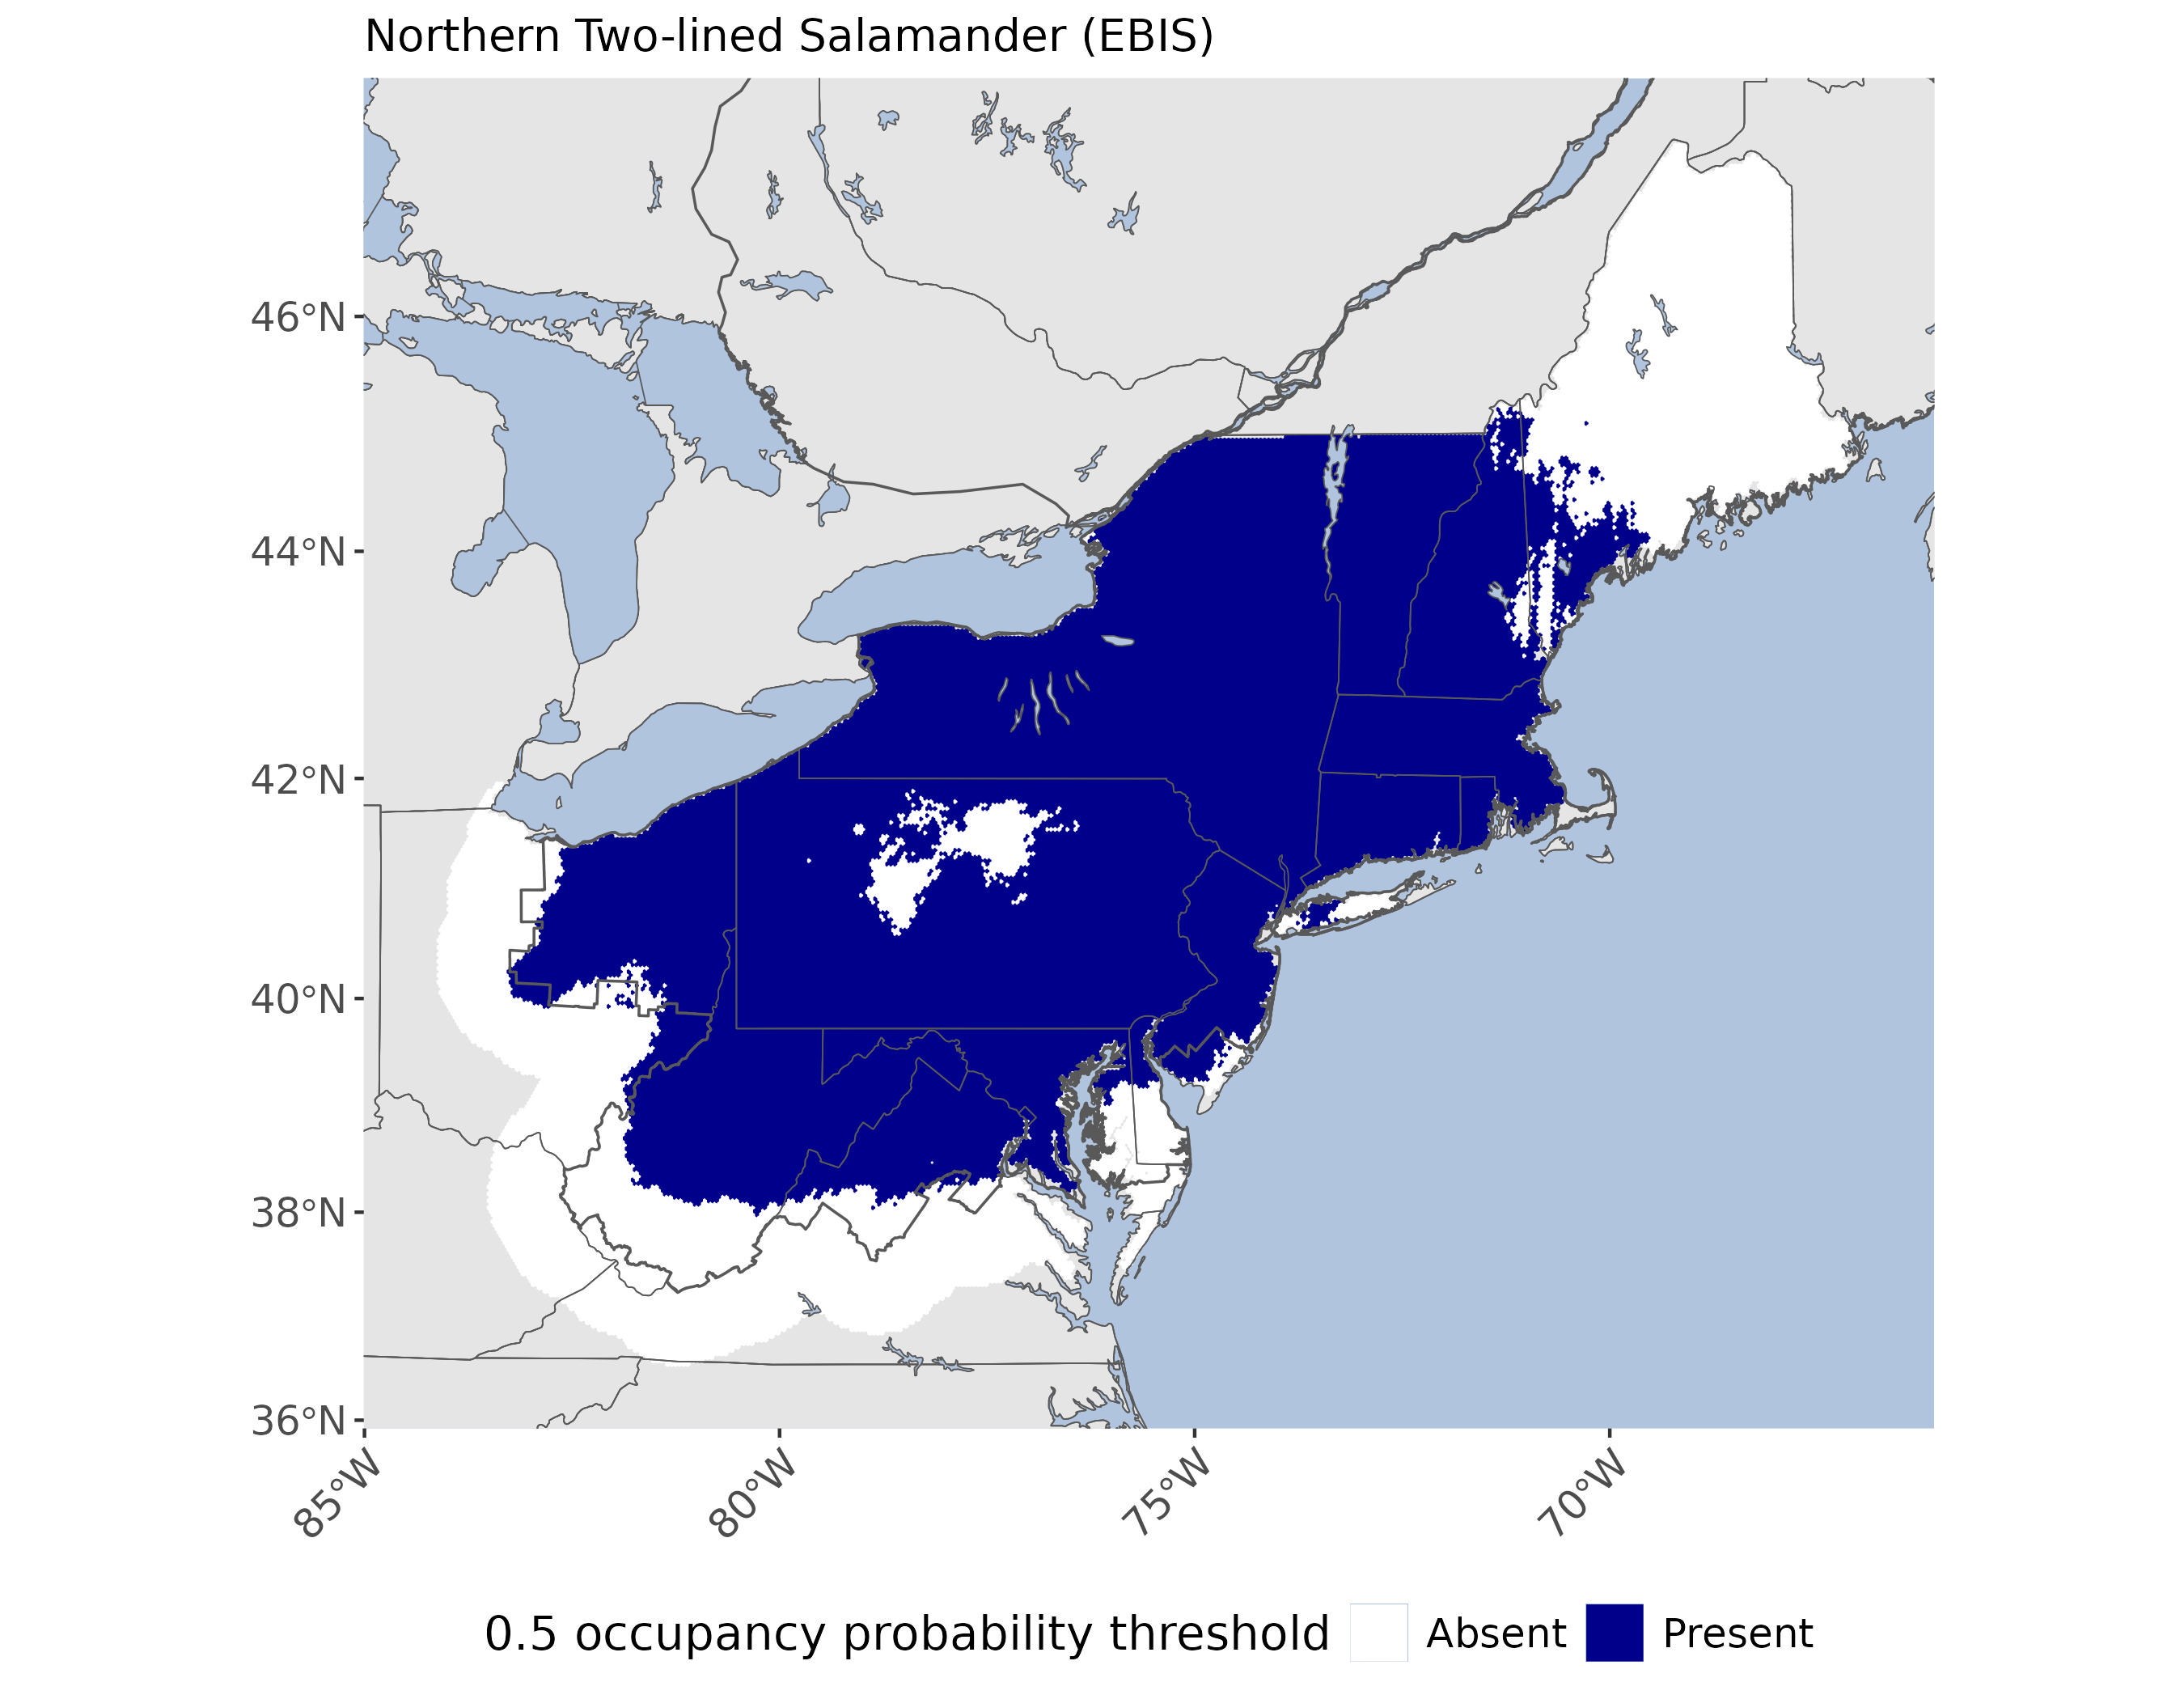 Northern Two-lined Salamander (EBIS)
46°N
44°N
42°N
40°N
38°N
36°N
85°W
80°W
75°W
70°W
0.5 occupancy probability threshold Absent Present